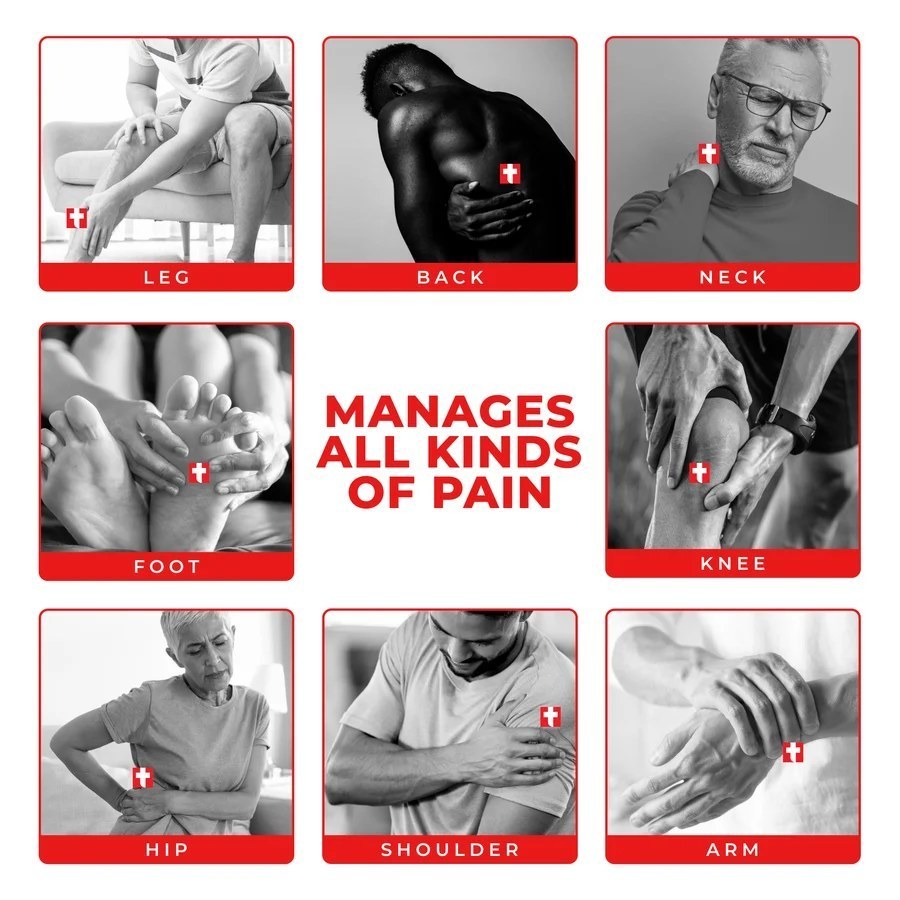 LEG
BACK
NECK
MANAGES
ALL KINDS
OF PAIN
FOOT
KNEE
HIP
SHOULDER
ARM